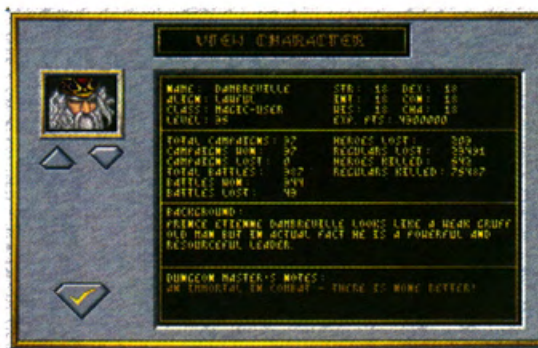 VIEW CHARACTER
NAME: DAMBREVILLE STR: 18 DEX: 18
ALIGN: LAWFUL INT: 18 CON: 18
CLASS: MAGIC-USER WIS: 18 CHA: 18
LEVEL: 36 EXP. PTS:
TOTAL CAMPAIGNS: 37 HEROES LOST: 203
CAMPAIGNS WON: 37 REGULARS LOST:
CAMPAIGNS LOST: 0 HEROES KILLED:
TOTAL BATTLES: REGULARS KILLED:
BATTLES WON:
BATTLES LOST:
BACKGROUND:
PRINCE ETIENNE DAMBREVILLE LOOKS LIKE A WEAK GRUFF
OLD MAN BUT IN ACTUAL FACT HE IS A POWERFUL AND
RESOURCEFUL LEADER.
DUNGEON MASTER'S NOTES:
AN IMMORTAL IN COMBAT - THERE IS NONE BETTER!